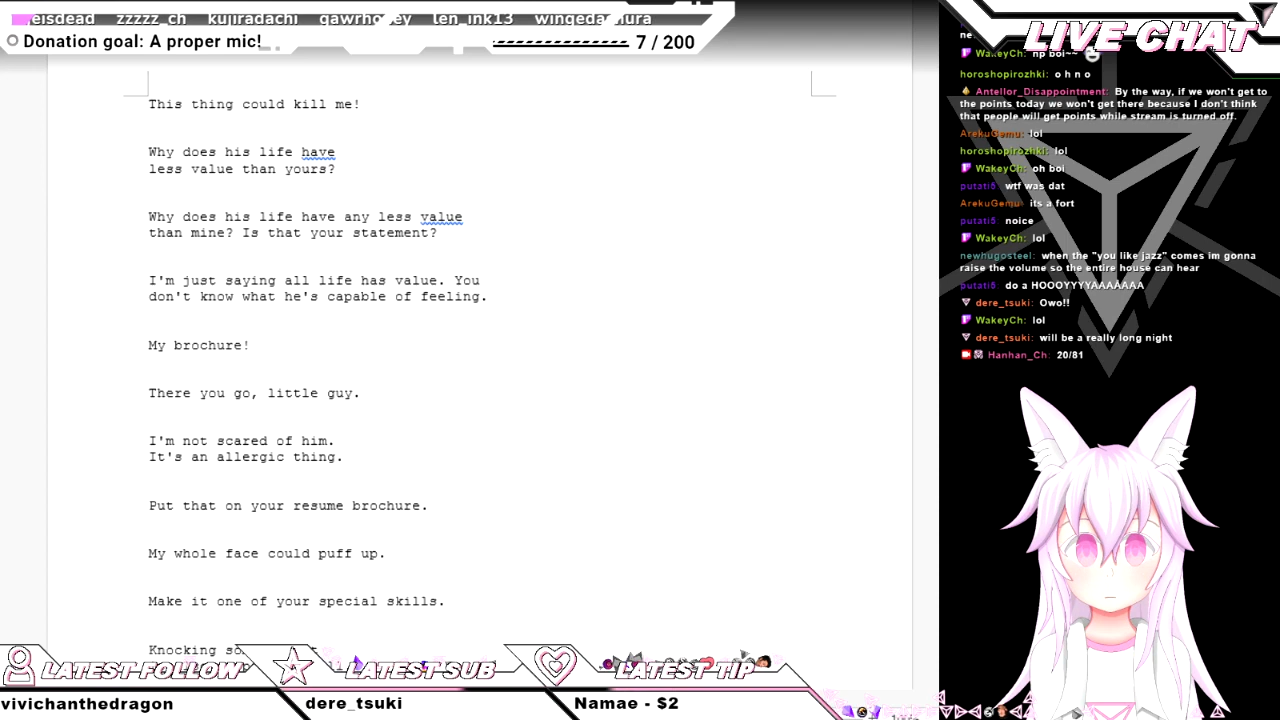 zzzzz_ch kujiradachi
Donation goal: A proper mic!
7 / 200
This thing could kill me!
Why does his life have
less value than yours?
Why does his life have any less value
than mine? Is that your statement?
I'm just saying all life has value. You
don't know what he's capable of feeling.
My brochure!
There you go, little guy.
I'm not scared of him.
It's an allergic thing.
Put that on your resume brochure.
My whole face could puff up.
Make it one of your special skills.
Knocking
LATEST FOLLOW
LATEST SUB
LATEST TIP
vivichanthedragon
dere_tsuki
Namae - $2
LIVE CHAT
WakeyCh: np boi~~
horoshopirozhki: o h n o
Antellor_Disappointment: By the way, if we won't get to
the points today we won't get there because I don't think
that people will get points while stream is turned off.
ArekuGemu: lol
horoshopirozhki: lol
WakeyCh: oh boi
putati5: wtf was dat
ArekuGemu: its a fort
putati5: noice
WakeyCh: lol
newhugosteel: when the "you like jazz" comes im gonna
raise the volume so the entire house can hear
putati5: do a HOOOYYYYAAAAAAA
dere_tsuki: Owo!!
WakeyCh: lol
dere_tsuki: will be a really long night
Hanhan_Ch: 20/81